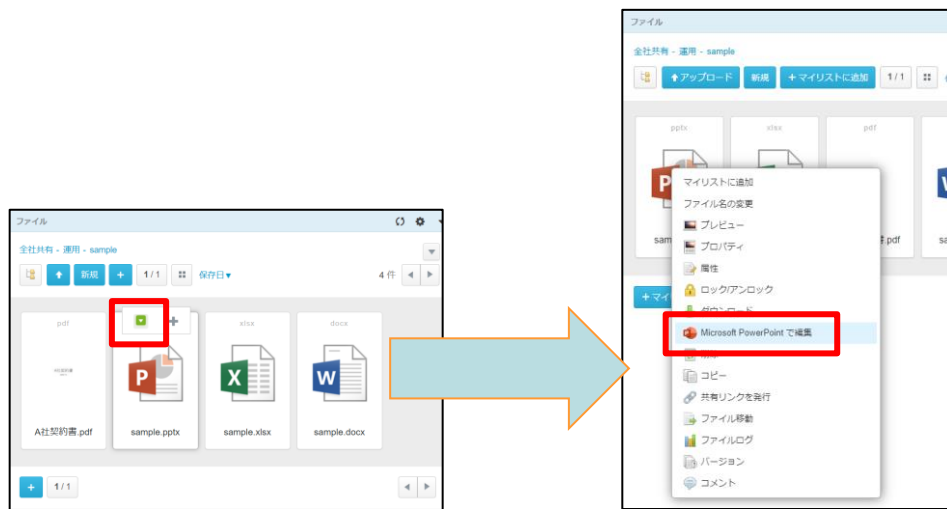 ファイル
全社共有 - 運用 - sample
新規 + 1/1 保存日▼ 4 件
pdf xlsx docx
A社契約書.pdf sample.pptx sample.xlsx sample.docx
+ 1/1
ファイル
全社共有 - 運用 - sample
アップロード 新規 +マイリストに追加 1/1
pptx xlsx pdf
マイリストに追加
ファイル名の変更
プレビュー
プロパティ
属性
ロック/アンロック
ダウンロード
Microsoft PowerPoint で編集
コピー
共有リンクを発行
ファイル移動
ファイルログ
バージョン
コメント